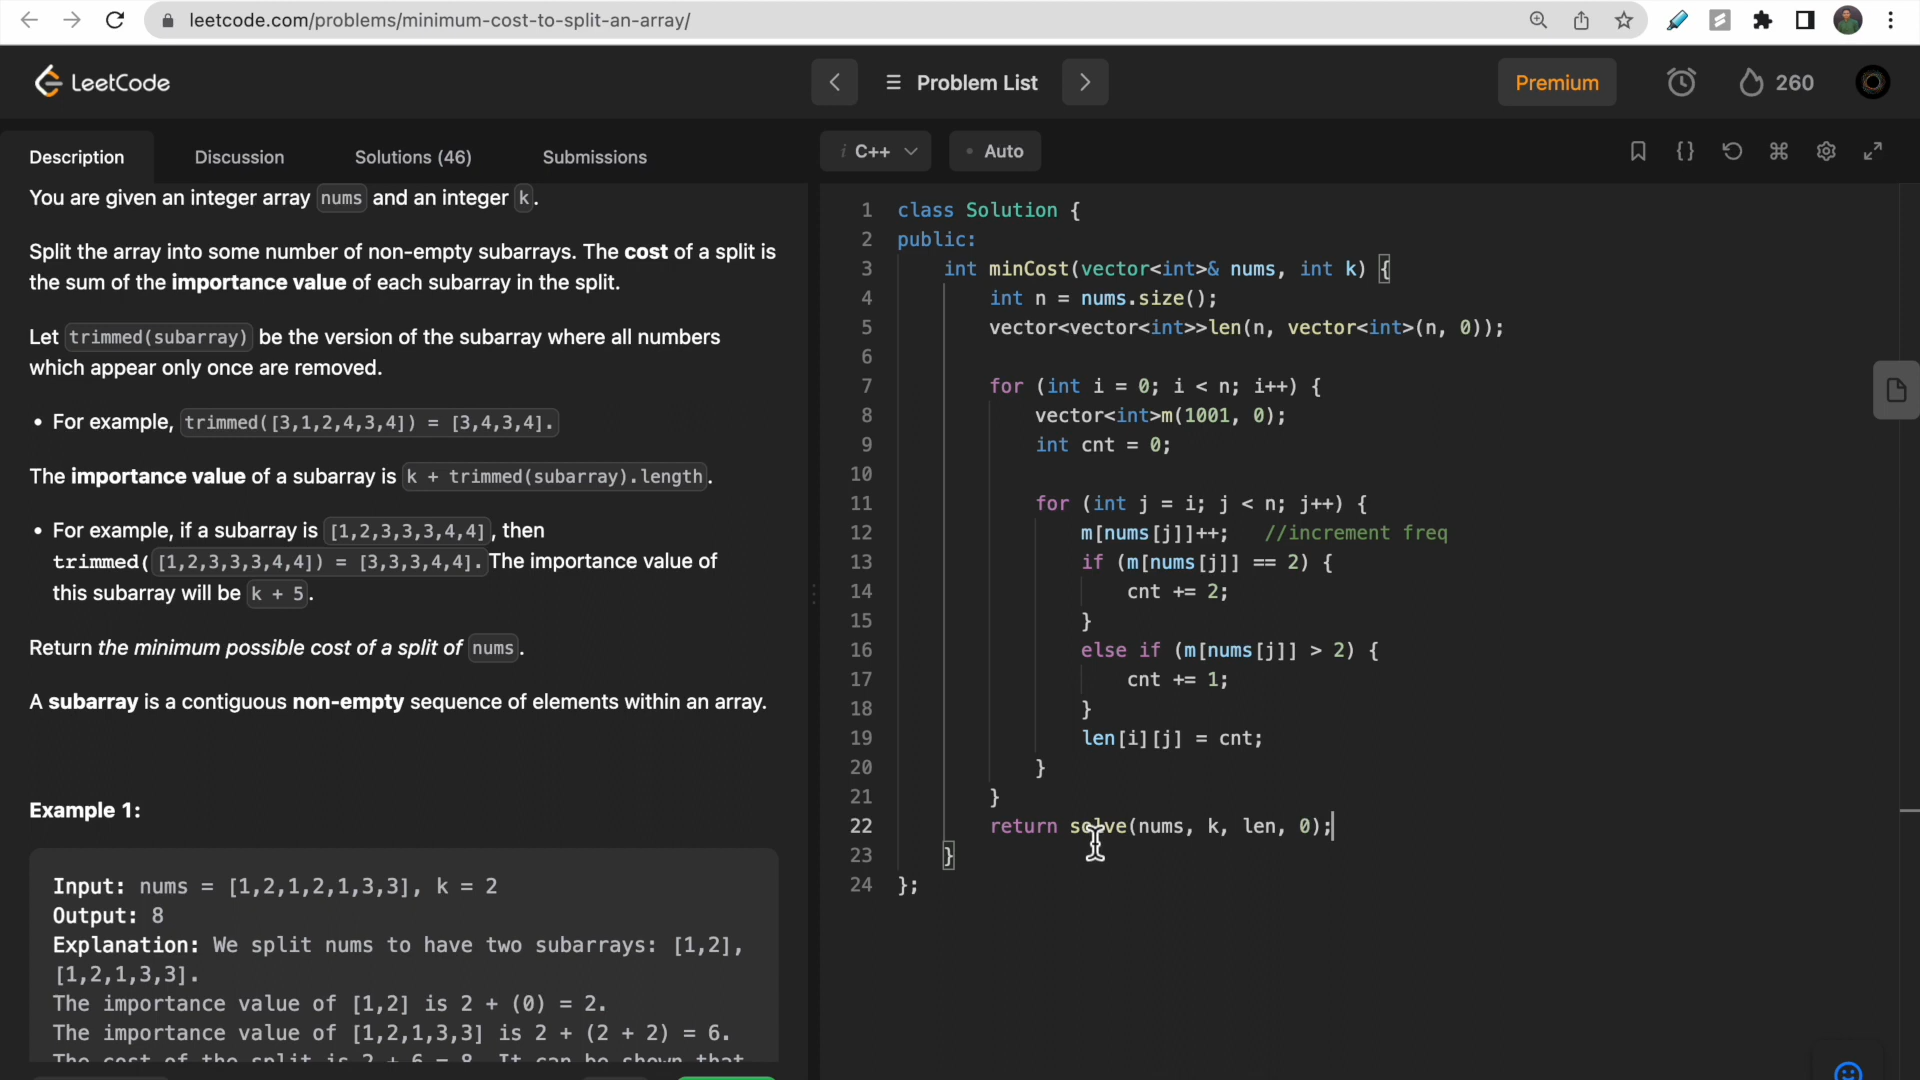 leetcode.com/problems/minimum-cost-to-split-an-array/
LeetCode
Problem List
Premium
260
Description
Discussion
Solutions (46)
Submissions
You are given an integer array nums and an integer k.
Split the array into some number of non-empty subarrays. The cost of a split is
the sum of the importance value of each subarray in the split.
Let trimmed(subarray) be the version of the subarray where all numbers
which appear only once are removed.
• For example, trimmed([3,1,2,4,3,4]) = [3,4,3,4].
The importance value of a subarray is k + trimmed(subarray).length.
• For example, if a subarray is [1,2,3,3,3,4,4], then
trimmed([1,2,3,3,3,4,4]) = [3,3,3,4,4]. The importance value of
this subarray will be k + 5.
Return the minimum possible cost of a split of nums.
A subarray is a contiguous non-empty sequence of elements within an array.
Example 1:
Input: nums = [1,2,1,2,1,3,3], k = 2
Output: 8
Explanation: We split nums to have two subarrays: [1,2],
[1,2,1,3,3].
The importance value of [1,2] is 2 + (0) = 2.
The importance value of [1,2,1,3,3] is 2 + (2 + 2) = 6.
The cost of the split is 2 + 6 = 8. It can be shown that
i C++
• Auto
1 class Solution {
2 public:
3 int minCost(vector<int>& nums, int k) {
4 int n = nums.size();
5 vector<vector<int>>len(n, vector<int>(n, 0));
6
7 for (int i = 0; i < n; i++) {
8 vector<int>m(1001, 0);
9 int cnt = 0;
10
11 for (int j = i; j < n; j++) {
12 m[nums[j]]++; //increment freq
13 if (m[nums[j]] == 2) {
14 cnt += 2;
15 }
16 else if (m[nums[j]] > 2) {
17 cnt += 1;
18 }
19 len[i][j] = cnt;
20 }
21 }
22 return solve(nums, k, len, 0);
23 }
24 };